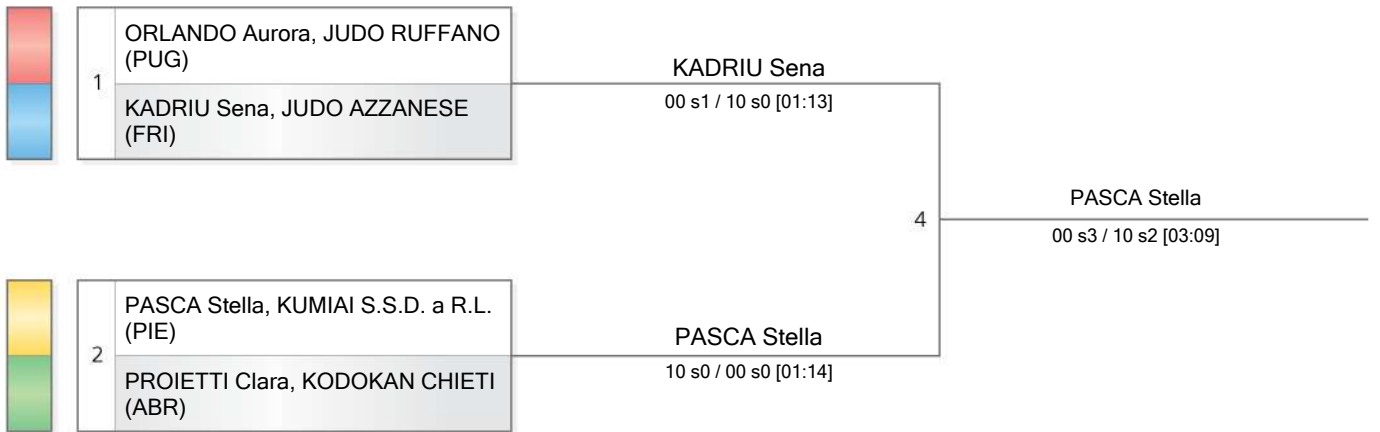 ORLANDO Aurora, JUDO RUFFANO
(PUG)
1
KADRIU Sena, JUDO AZZANESE
(FRI)
KADRIU Sena
00 s1 / 10 s0 [01:13]
4
PASCA Stella
00 s3 / 10 s2 [03:09]
PASCA Stella, KUMIAI S.S.D. a R.L.
(PIE)
2
PROIETTI Clara, KODOKAN CHIETI
(ABR)
PASCA Stella
10 s0 / 00 s0 [01:14]